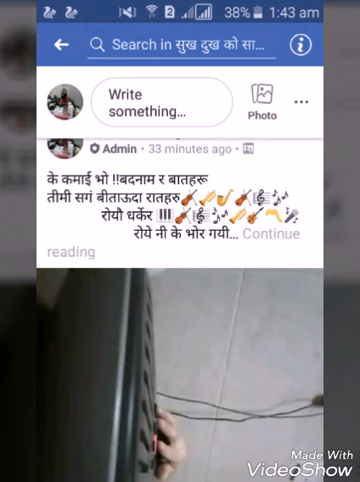 38% 1:43 am
Search in सुख दुख को सा...
Write
something...
Photo
Admin • 33 minutes ago •
के कमाई भो !!बदनाम र बातहरू
तीमी सगं बीताऊदा रातहरु🎻🎺🎷🎻🎼🎶
रोयौ धर्केर 🎹🎻🎼🎶🎺🎸〽🎤
रोये नी के भोर गयी... Continue
reading
Made With
VideoShow